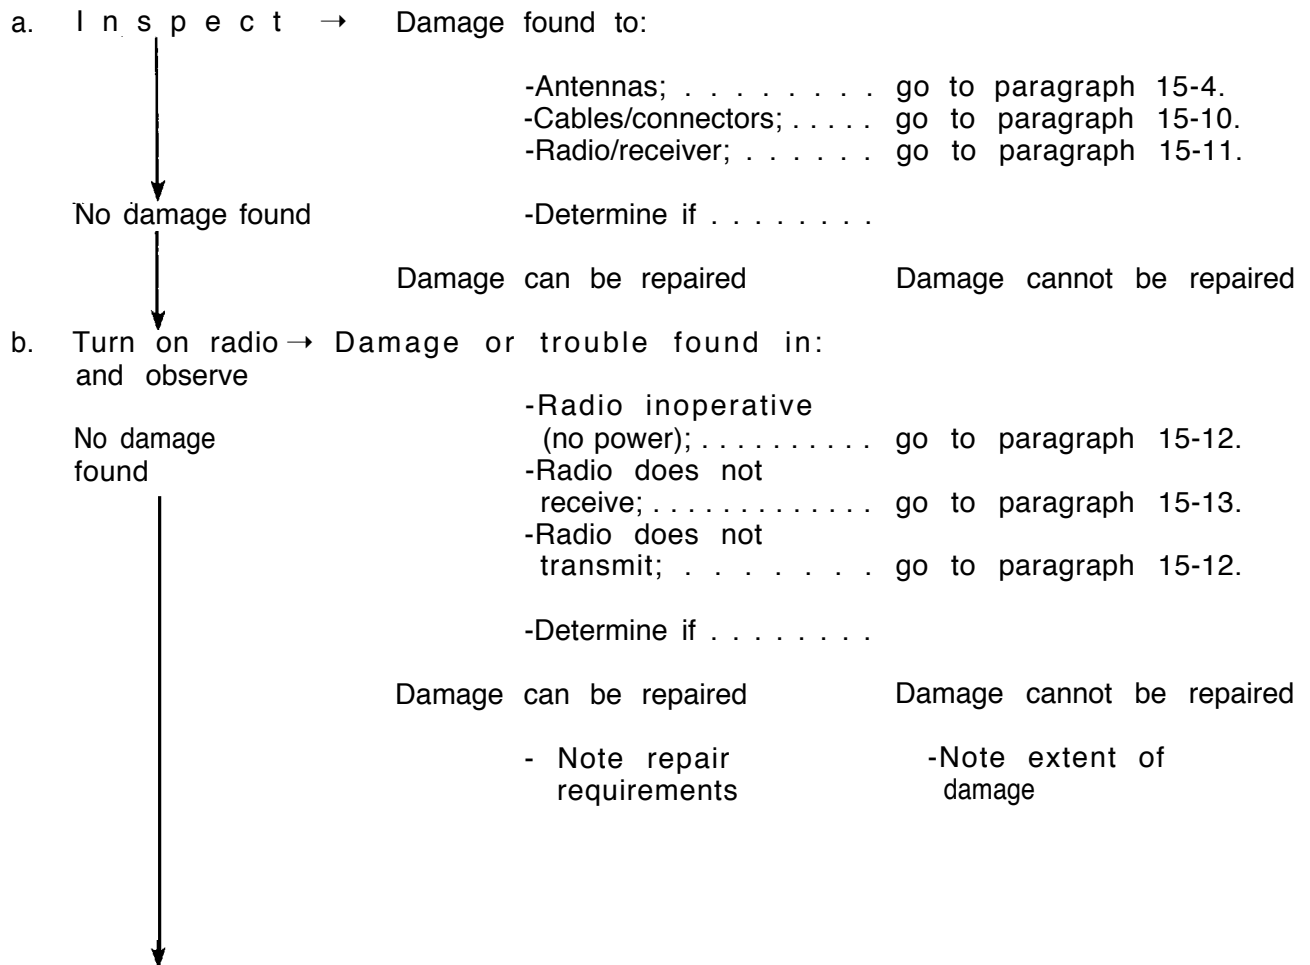 a. Inspect → Damage found to:
-Antennas; . . . . . . . . go to paragraph 15-4.
-Cables/connectors; . . . . . go to paragraph 15-10.
-Radio/receiver; . . . . . . go to paragraph 15-11.
No damage found -Determine if . . . . . . . .
Damage can be repaired Damage cannot be repaired
b. Turn on radio → Damage or trouble found in:
and observe
-Radio inoperative
No damage (no power); . . . . . . . . . . go to paragraph 15-12.
found -Radio does not
receive; . . . . . . . . . . . . . go to paragraph 15-13.
-Radio does not
transmit; . . . . . . . go to paragraph 15-12.
-Determine if . . . . . . . .
Damage can be repaired Damage cannot be repaired
- Note repair -Note extent of
requirements damage